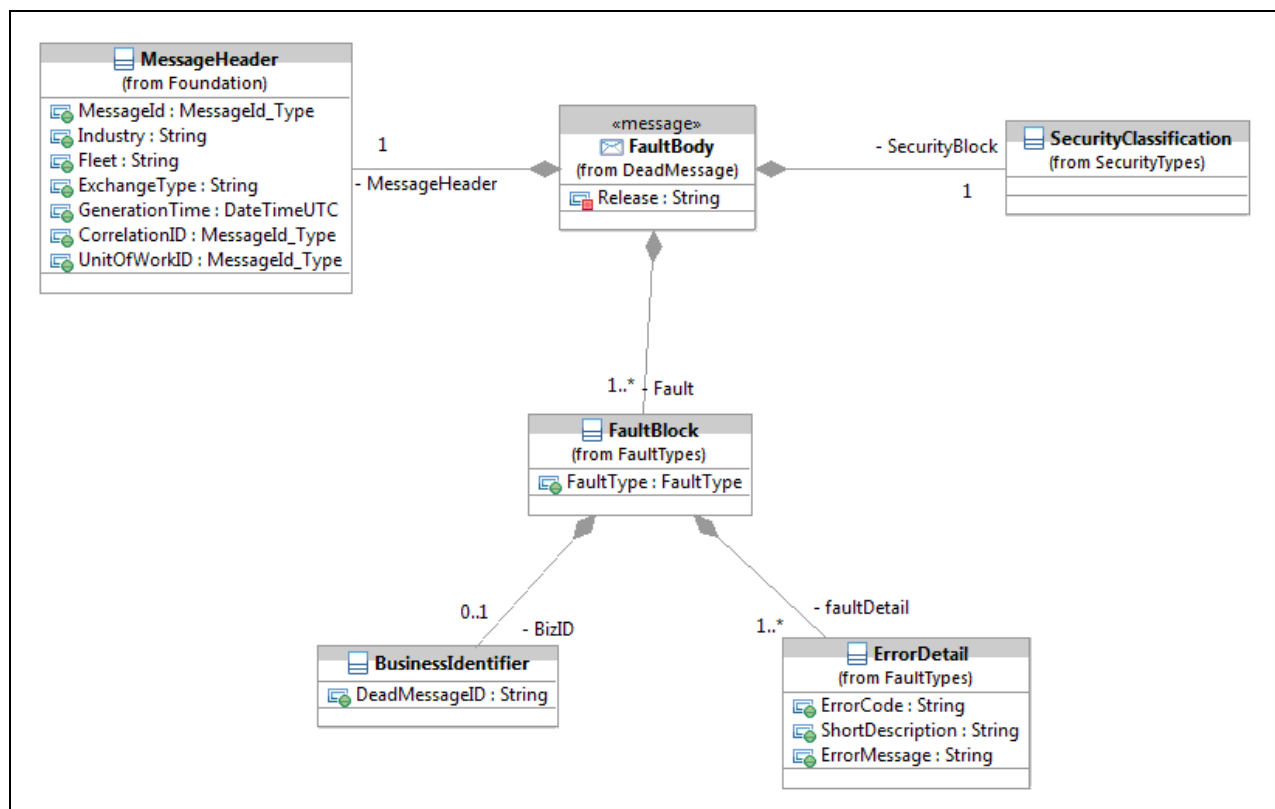 MessageHeader
(from Foundation)
MessageId : MessageId_Type
Industry : String
Fleet : String
ExchangeType : String
GenerationTime : DateTimeUTC
CorrelationID : MessageId_Type
UnitOfWorkID : MessageId_Type
1
- MessageHeader
«message»
FaultBody
(from DeadMessage)
Release : String
- SecurityBlock
1
SecurityClassification
(from SecurityTypes)
1..*
- Fault
FaultBlock
(from FaultTypes)
FaultType : FaultType
0..1
- BizID
BusinessIdentifier
DeadMessageID : String
- faultDetail
1..*
ErrorDetail
(from FaultTypes)
ErrorCode : String
ShortDescription : String
ErrorMessage : String